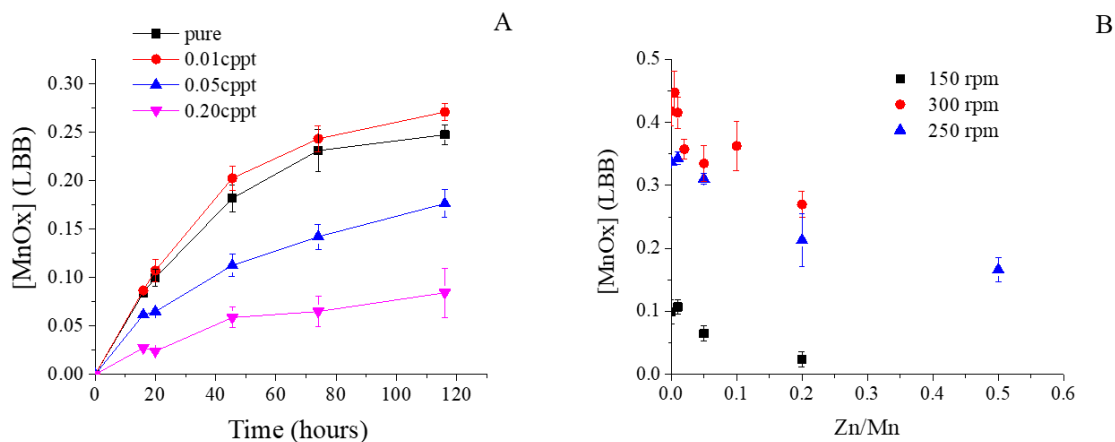 A
pure
0.01cppt
0.05cppt
0.20cppt
0.30
0.25
0.20
0.15
0.10
0.05
0.00
[MnOx] (LBB)
0 20 40 60 80 100 120
Time (hours)
B
150 rpm
300 rpm
250 rpm
0.5
0.4
0.3
0.2
0.1
0.0
[MnOx] (LBB)
0.0 0.1 0.2 0.3 0.4 0.5 0.6
Zn/Mn